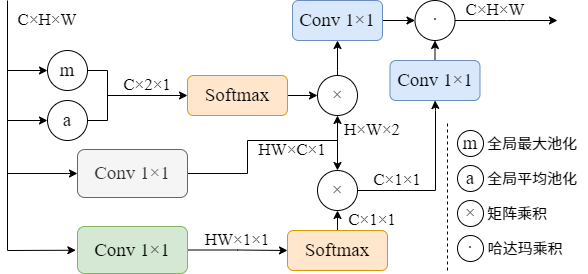 C×H×W
Conv 1×1
·
C×H×W
m
C×2×1
Softmax
×
Conv 1×1
a
H×W×2
HW×C×1
Conv 1×1
×
C×1×1
C×1×1
Conv 1×1
HW×1×1
Softmax
m 全局最大池化
a 全局平均池化
× 矩阵乘积
· 哈达玛乘积